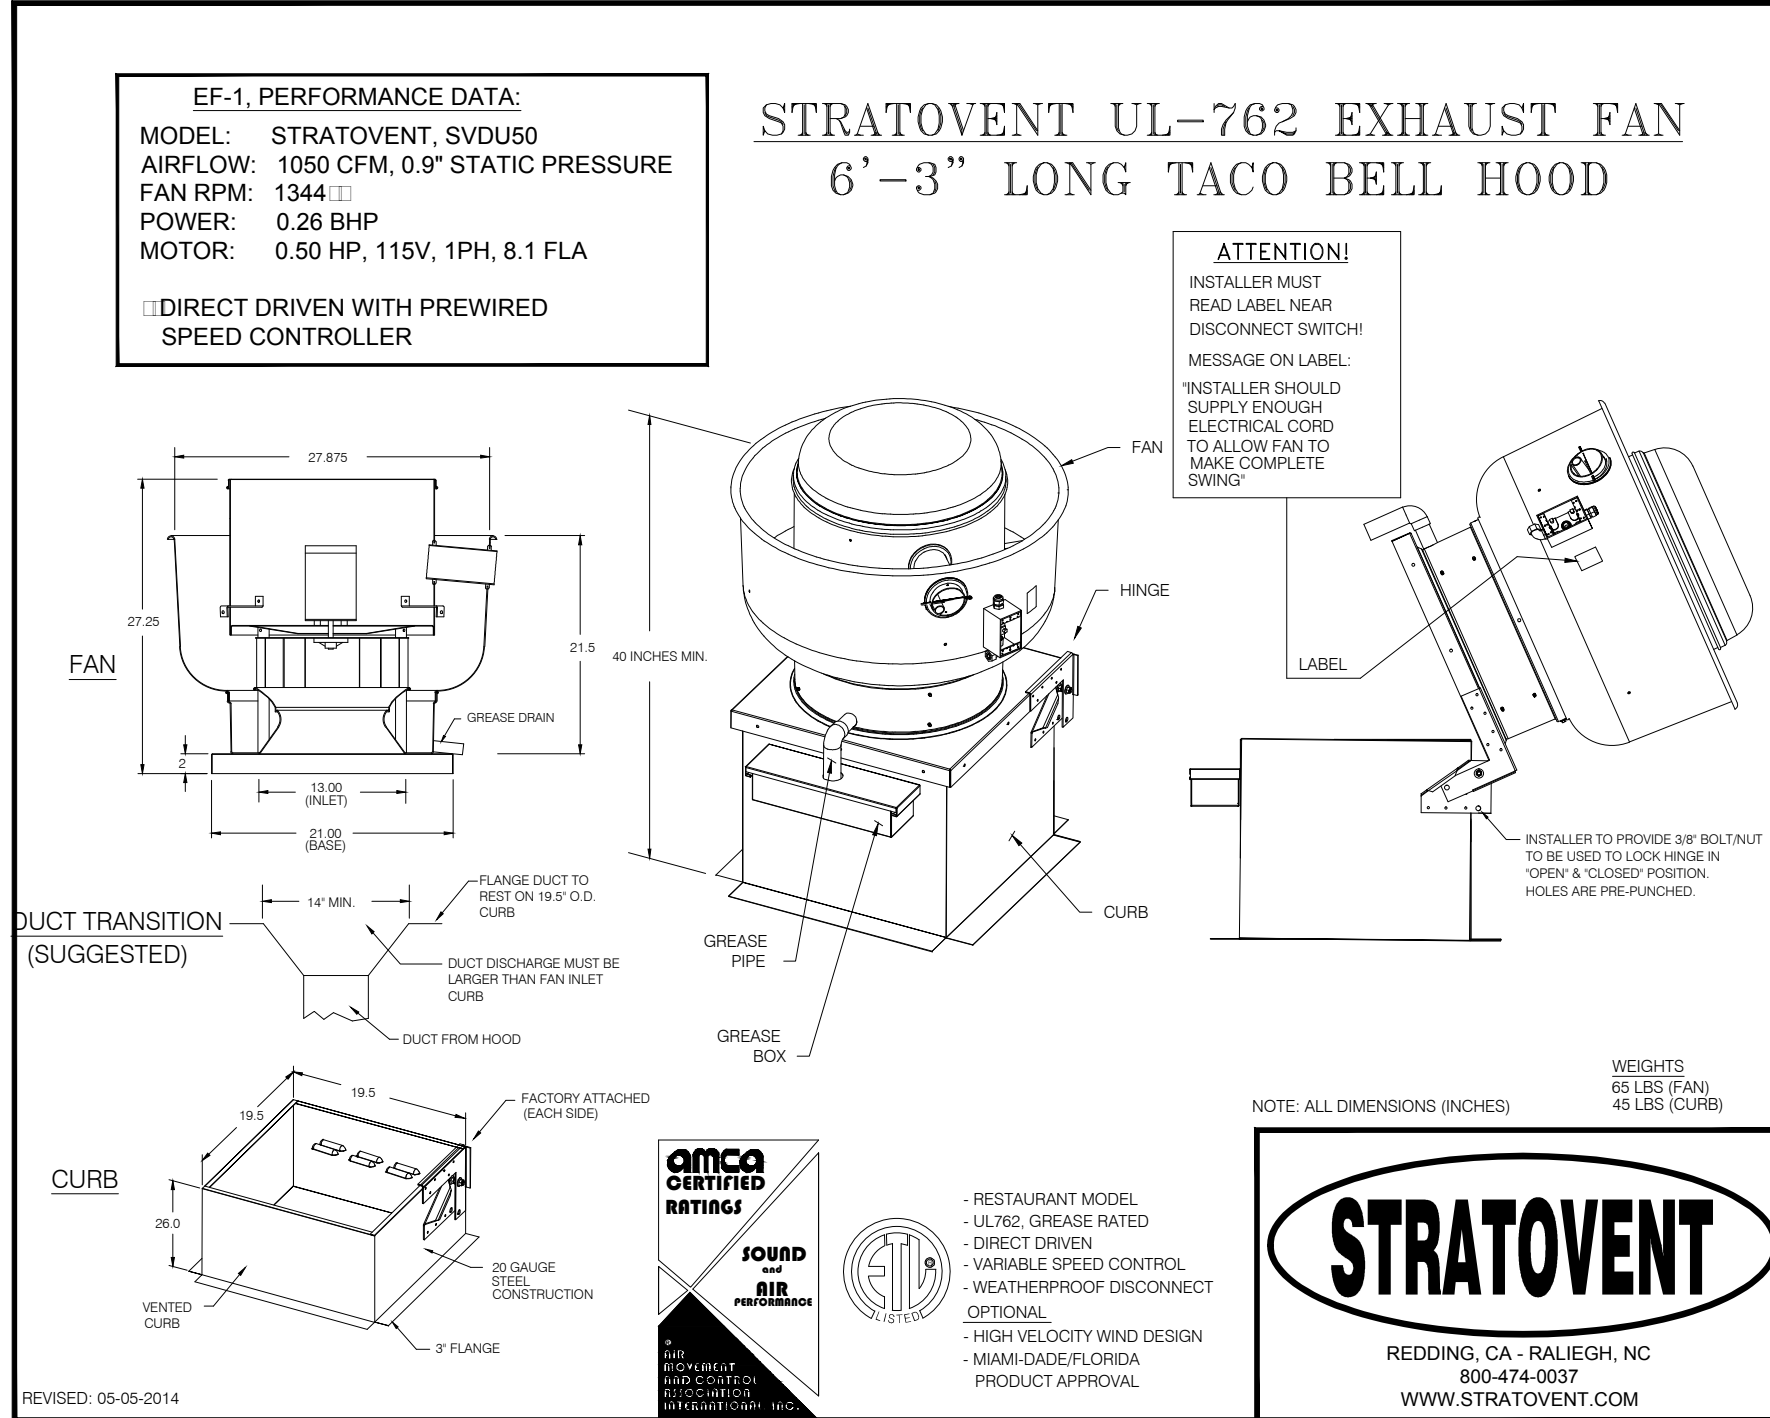 EF-1, PERFORMANCE DATA:
MODEL: STRATOVENT, SVDU50
AIRFLOW: 1050 CFM, 0.9" STATIC PRESSURE
FAN RPM: 1344
POWER: 0.26 BHP
MOTOR: 0.50 HP, 115V, 1PH, 8.1 FLA
DIRECT DRIVEN WITH PREWIRED
SPEED CONTROLLER
STRATOVENT UL-762 EXHAUST FAN
6'-3" LONG TACO BELL HOOD
ATTENTION!
INSTALLER MUST
READ LABEL NEAR
DISCONNECT SWITCH!
MESSAGE ON LABEL:
"INSTALLER SHOULD
SUPPLY ENOUGH
ELECTRICAL CORD
TO ALLOW FAN TO
MAKE COMPLETE
SWING"
LABEL
27.875
27.25
21.5
FAN
GREASE DRAIN
2
13.00
(INLET)
21.00
(BASE)
40 INCHES MIN.
FAN
HINGE
CURB
GREASE
PIPE
GREASE
BOX
INSTALLER TO PROVIDE 3/8" BOLT/NUT
TO BE USED TO LOCK HINGE IN
"OPEN" & "CLOSED" POSITION.
HOLES ARE PRE-PUNCHED.
DUCT TRANSITION
(SUGGESTED)
14" MIN.
FLANGE DUCT TO
REST ON 19.5" O.D.
CURB
DUCT DISCHARGE MUST BE
LARGER THAN FAN INLET
CURB
DUCT FROM HOOD
CURB
19.5
19.5
26.0
FACTORY ATTACHED
(EACH SIDE)
20 GAUGE
STEEL
CONSTRUCTION
VENTED
CURB
3" FLANGE
REVISED: 05-05-2014
amca
CERTIFIED
RATINGS
SOUND
and
AIR
PERFORMANCE
®
AIR
MOVEMENT
AND CONTROL
ASSOCIATION
INTERNATIONAL INC.
ETL
LISTED
- RESTAURANT MODEL
- UL762, GREASE RATED
- DIRECT DRIVEN
- VARIABLE SPEED CONTROL
- WEATHERPROOF DISCONNECT
OPTIONAL
- HIGH VELOCITY WIND DESIGN
- MIAMI-DADE/FLORIDA
PRODUCT APPROVAL
NOTE: ALL DIMENSIONS (INCHES)
WEIGHTS
65 LBS (FAN)
45 LBS (CURB)
STRATOVENT
REDDING, CA - RALIEGH, NC
800-474-0037
WWW.STRATOVENT.COM